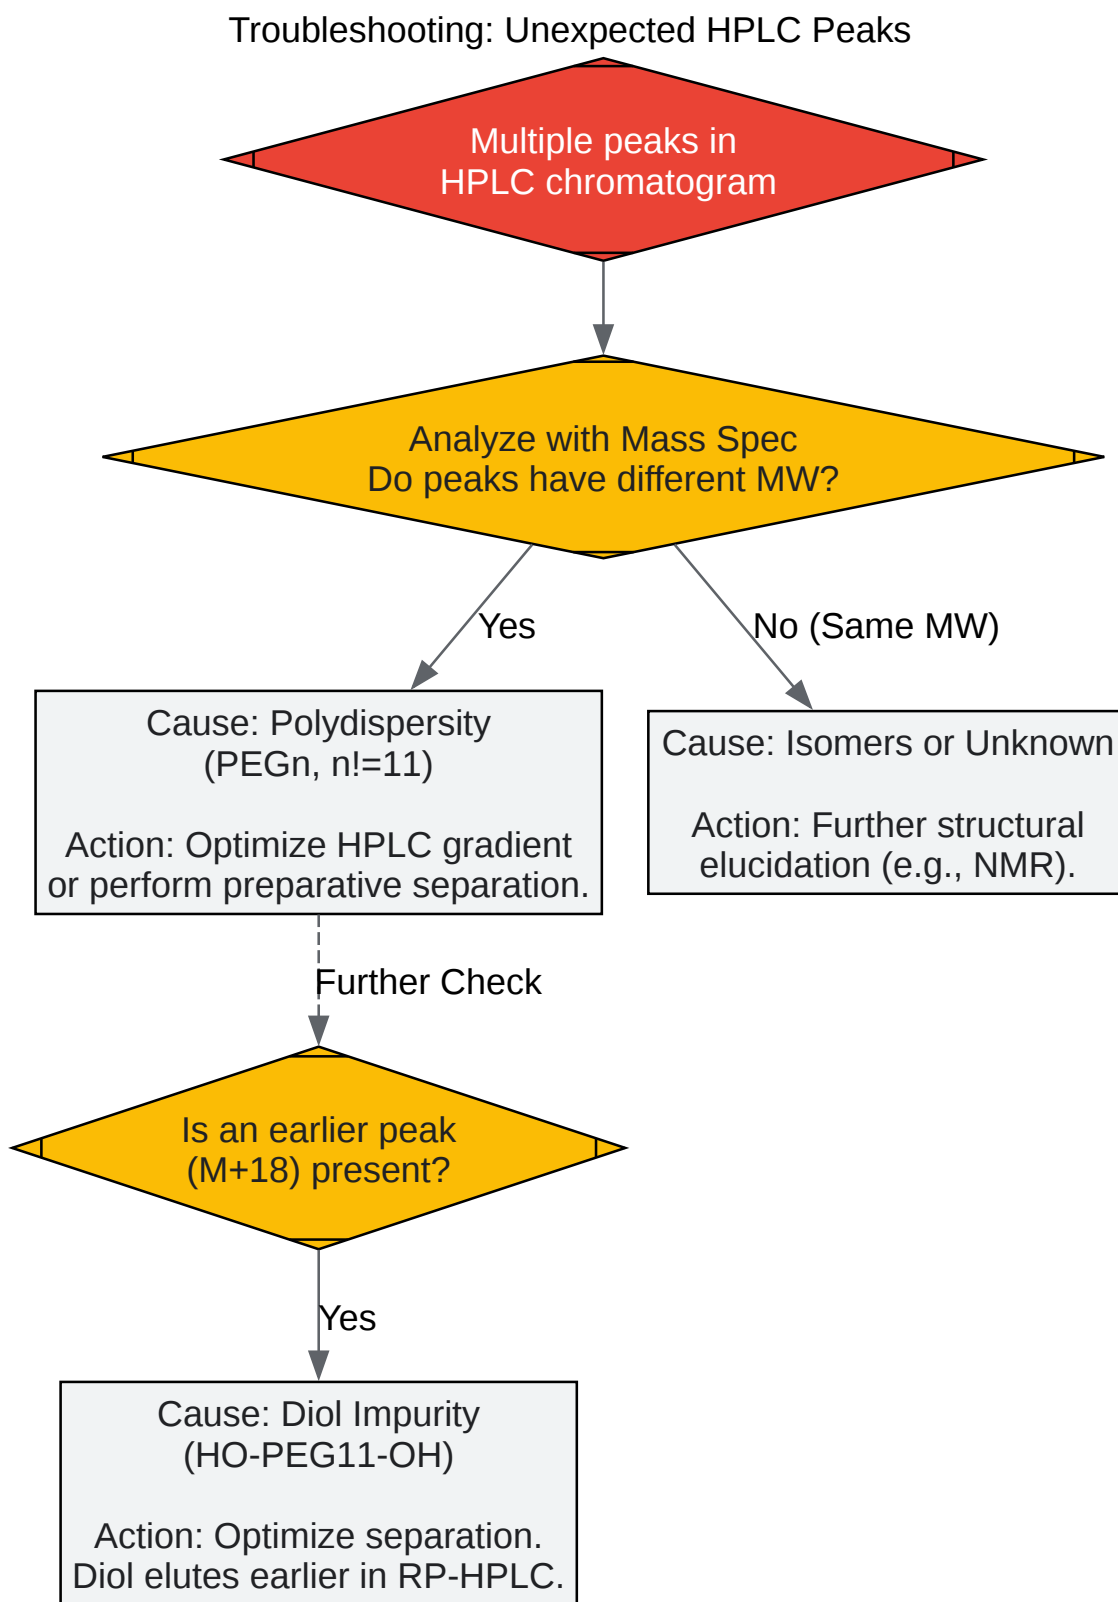 Troubleshooting: Unexpected HPLC Peaks
Multiple peaks in
HPLC chromatogram
Analyze with Mass Spec
Do peaks have different MW?
Yes
No (Same MW)
Cause: Polydispersity
(PEGn, n!=11)
Action: Optimize HPLC gradient
or perform preparative separation.
Cause: Isomers or Unknown
Action: Further structural
elucidation (e.g., NMR).
Further Check
Is an earlier peak
(M+18) present?
Yes
Cause: Diol Impurity
(HO-PEG11-OH)
Action: Optimize separation.
Diol elutes earlier in RP-HPLC.